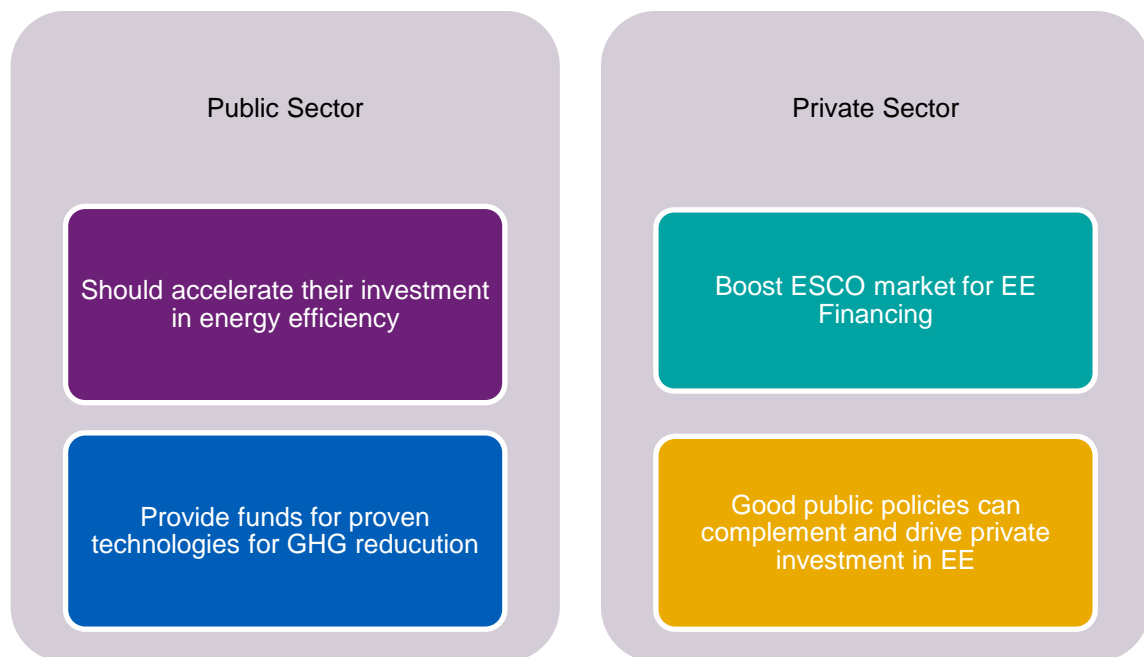 Public Sector
Should accelerate their investment
in energy efficiency
Provide funds for proven
technologies for GHG reducution
Private Sector
Boost ESCO market for EE
Financing
Good public policies can
complement and drive private
investment in EE